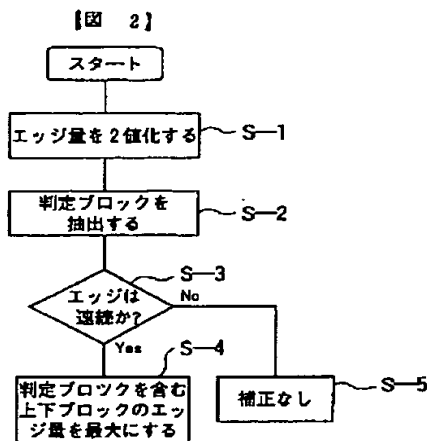 【図 2】
スタート
エッジ量を2値化する
S—1
判定ブロックを
抽出する
S—2
S—3
エッジは
連続か?
No
Yes
S—4
判定ブロックを含む
上下ブロックのエッジ
量を最大にする
補正なし
S—5